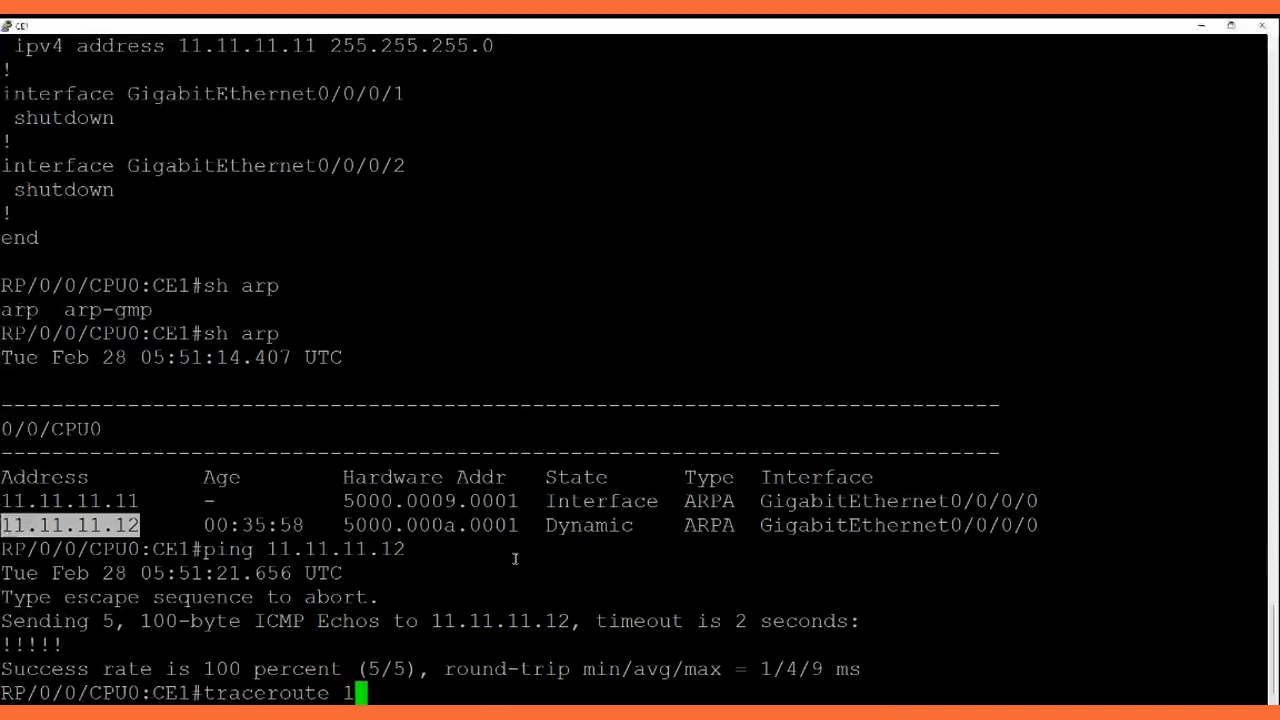 CE1
ipv4 address 11.11.11.11 255.255.255.0
!
interface GigabitEthernet0/0/0/1
shutdown
!
interface GigabitEthernet0/0/0/2
shutdown
!
end
RP/0/0/CPU0:CE1#sh arp
arp  arp-gmp
RP/0/0/CPU0:CE1#sh arp
Tue Feb 28 05:51:14.407 UTC
-------------------------------------------------------------------------------
0/0/CPU0
-------------------------------------------------------------------------------
Address         Age        Hardware Addr   State      Type  Interface
11.11.11.11     -          5000.0009.0001  Interface  ARPA  GigabitEthernet0/0/0/0
11.11.11.12     00:35:58   5000.000a.0001  Dynamic    ARPA  GigabitEthernet0/0/0/0
RP/0/0/CPU0:CE1#ping 11.11.11.12
Tue Feb 28 05:51:21.656 UTC
Type escape sequence to abort.
Sending 5, 100-byte ICMP Echos to 11.11.11.12, timeout is 2 seconds:
!!!!!
Success rate is 100 percent (5/5), round-trip min/avg/max = 1/4/9 ms
RP/0/0/CPU0:CE1#traceroute 1